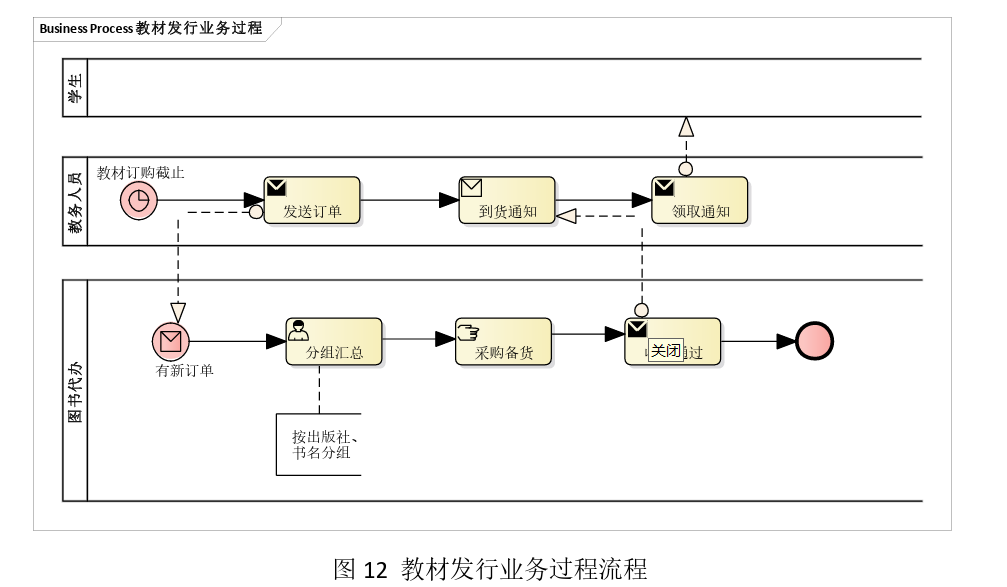 Business Process 教材发行业务过程
学生
教务人员
教材订购截止
发送订单
到货通知
领取通知
图书代办
有新订单
分组汇总
采购备货
关闭
过
按出版社、
书名分组
图 12 教材发行业务过程流程